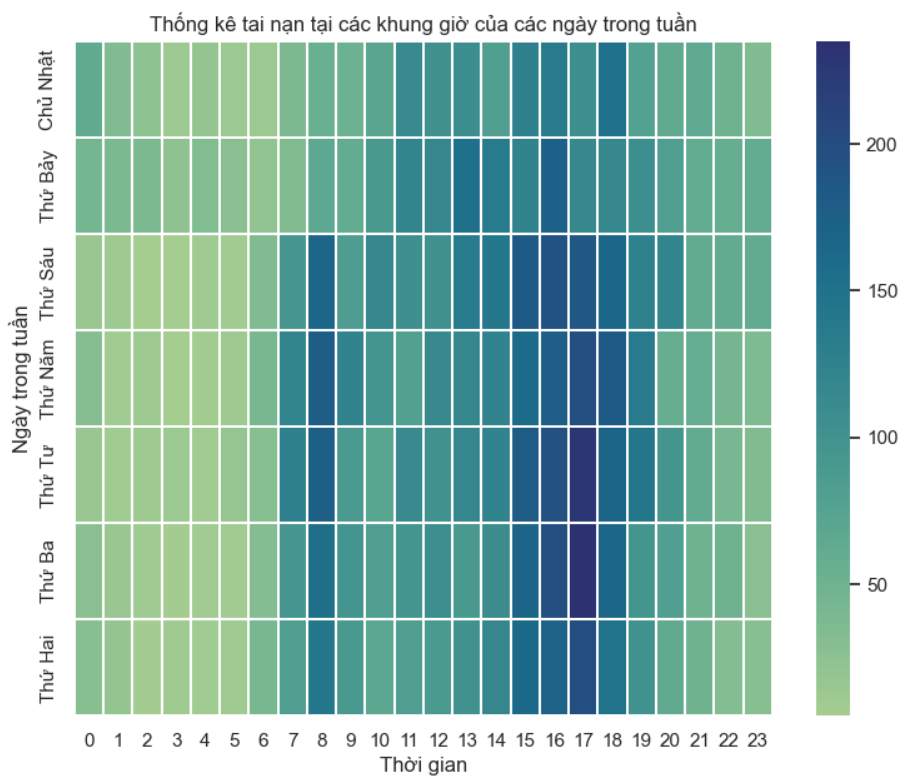 Thống kê tai nạn tại các khung giờ của các ngày trong tuần
Ngày trong tuần
Chủ Nhật
Thứ Bảy
Thứ Sáu
Thứ Năm
Thứ Tư
Thứ Ba
Thứ Hai
0 1 2 3 4 5 6 7 8 9 10 11 12 13 14 15 16 17 18 19 20 21 22 23
Thời gian
200
150
100
50